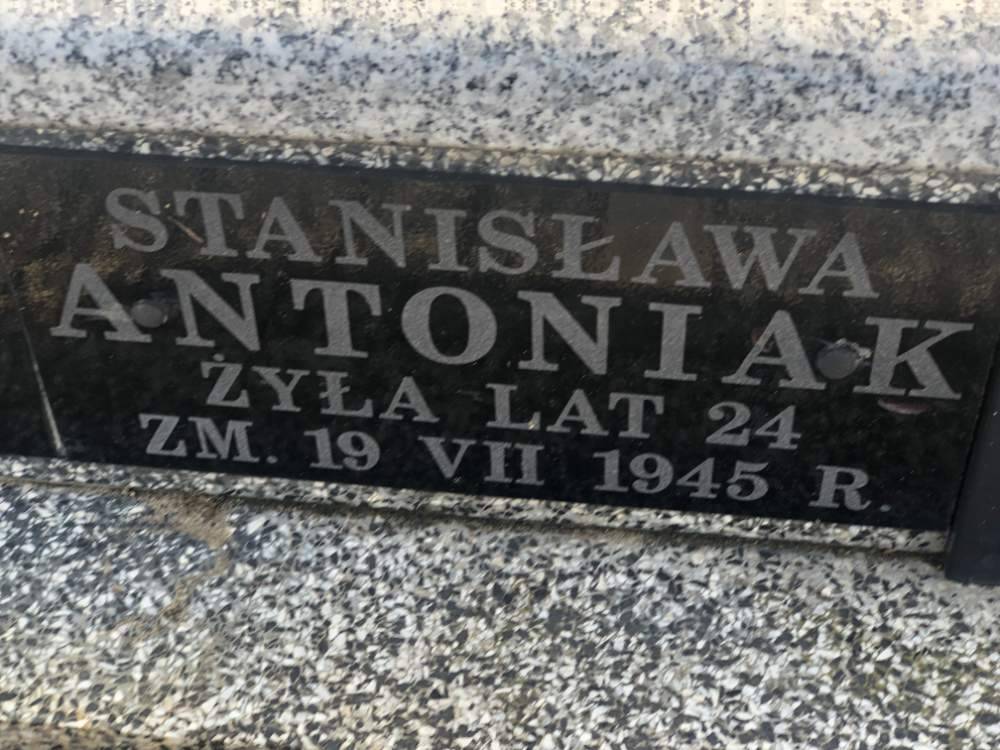 STANISŁAWA
ANTONIAK
ŻYŁA LAT 24
ZM. 19 VII 1945 R.